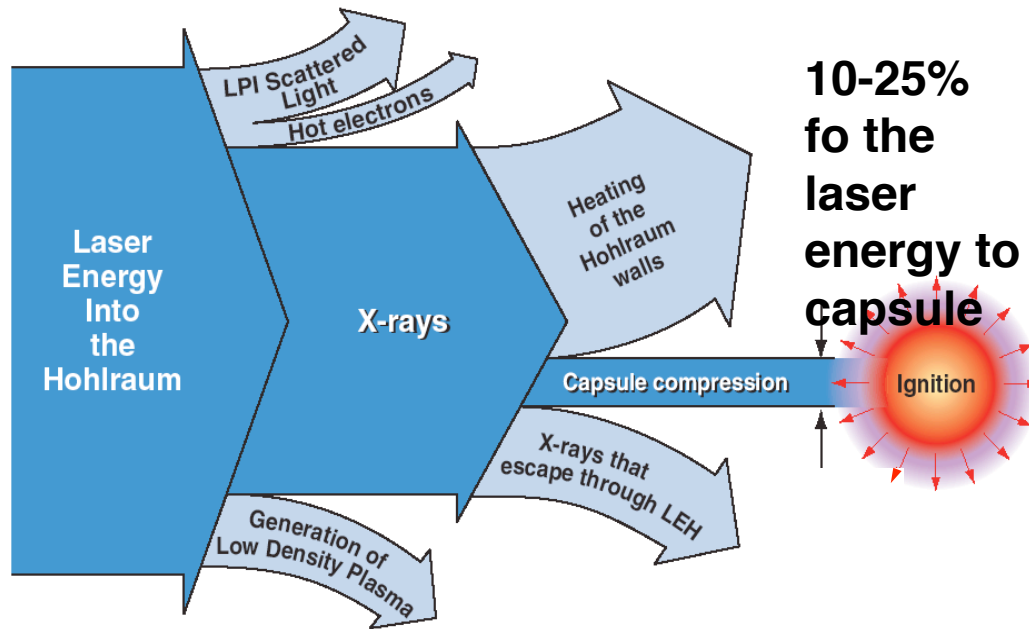 LPI Scattered
Light
Hot electrons
10-25%
fo the
laser
energy to
capsule
Laser
Energy
Into
the
Hohlraum
X-rays
Heating
of the
Hohlraum
walls
Capsule compression
Ignition
X-rays that
escape through LEH
Generation of
Low Density Plasma